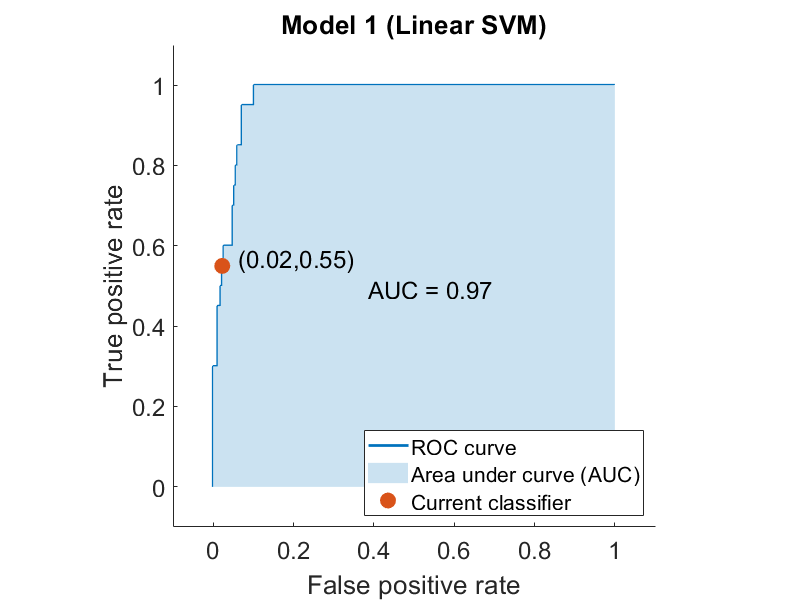 Model 1 (Linear SVM)
True positive rate
1
0.8
0.6
0.4
0.2
0
(0.02,0.55)
AUC = 0.97
ROC curve
Area under curve (AUC)
Current classifier
0 0.2 0.4 0.6 0.8 1
False positive rate